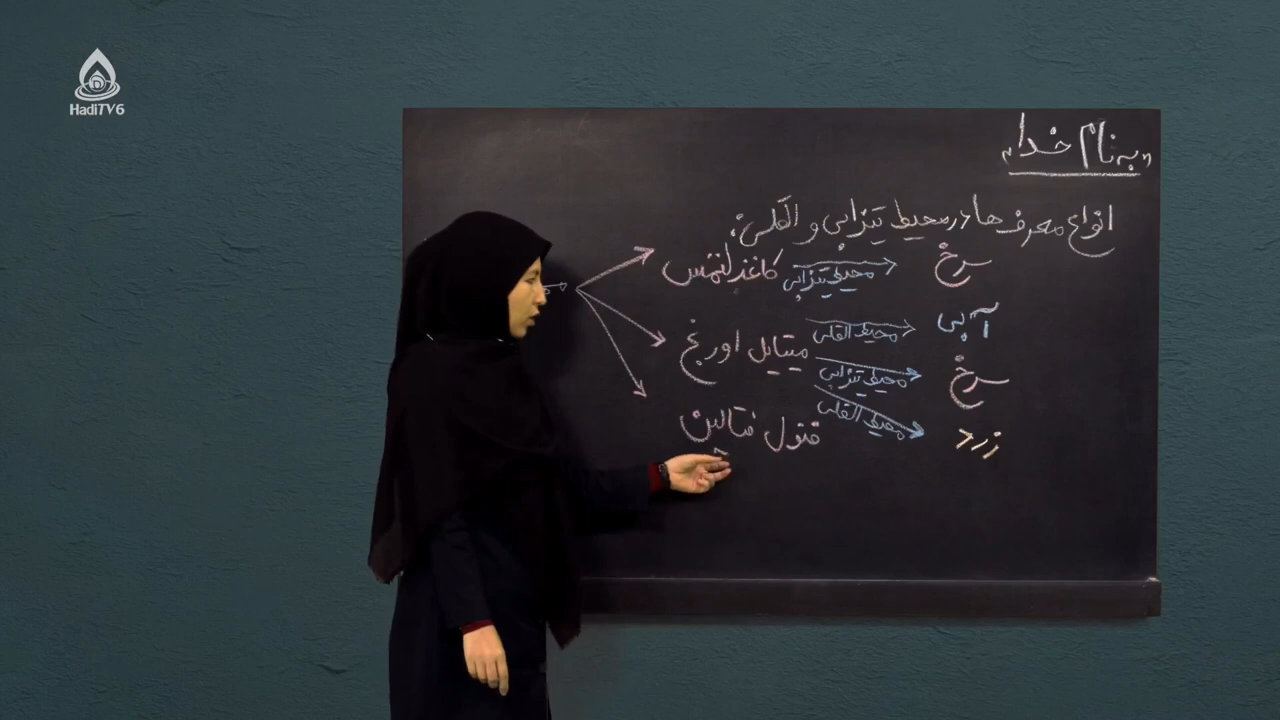 HadiTV6
"به نام خدا"
انواع معرف ها در محیط تیزابی و القلی:
کاغذ لتمس محیط تیزابی سرخ
محیط القلی آبی
میتایل اورنج محیط تیزابی سرخ
محیط القلی زرد
فنول فتالین